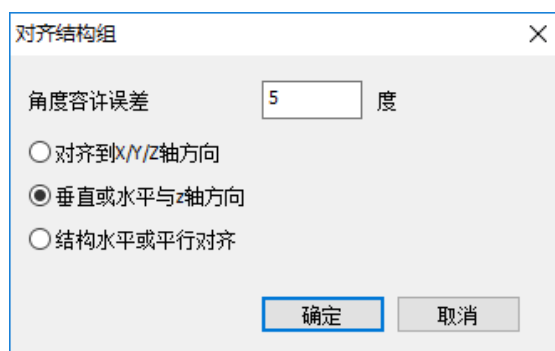 对齐结构组
角度容许误差 5 度
对齐到X/Y/Z轴方向
垂直或水平与z轴方向
结构水平或平行对齐
确定 取消